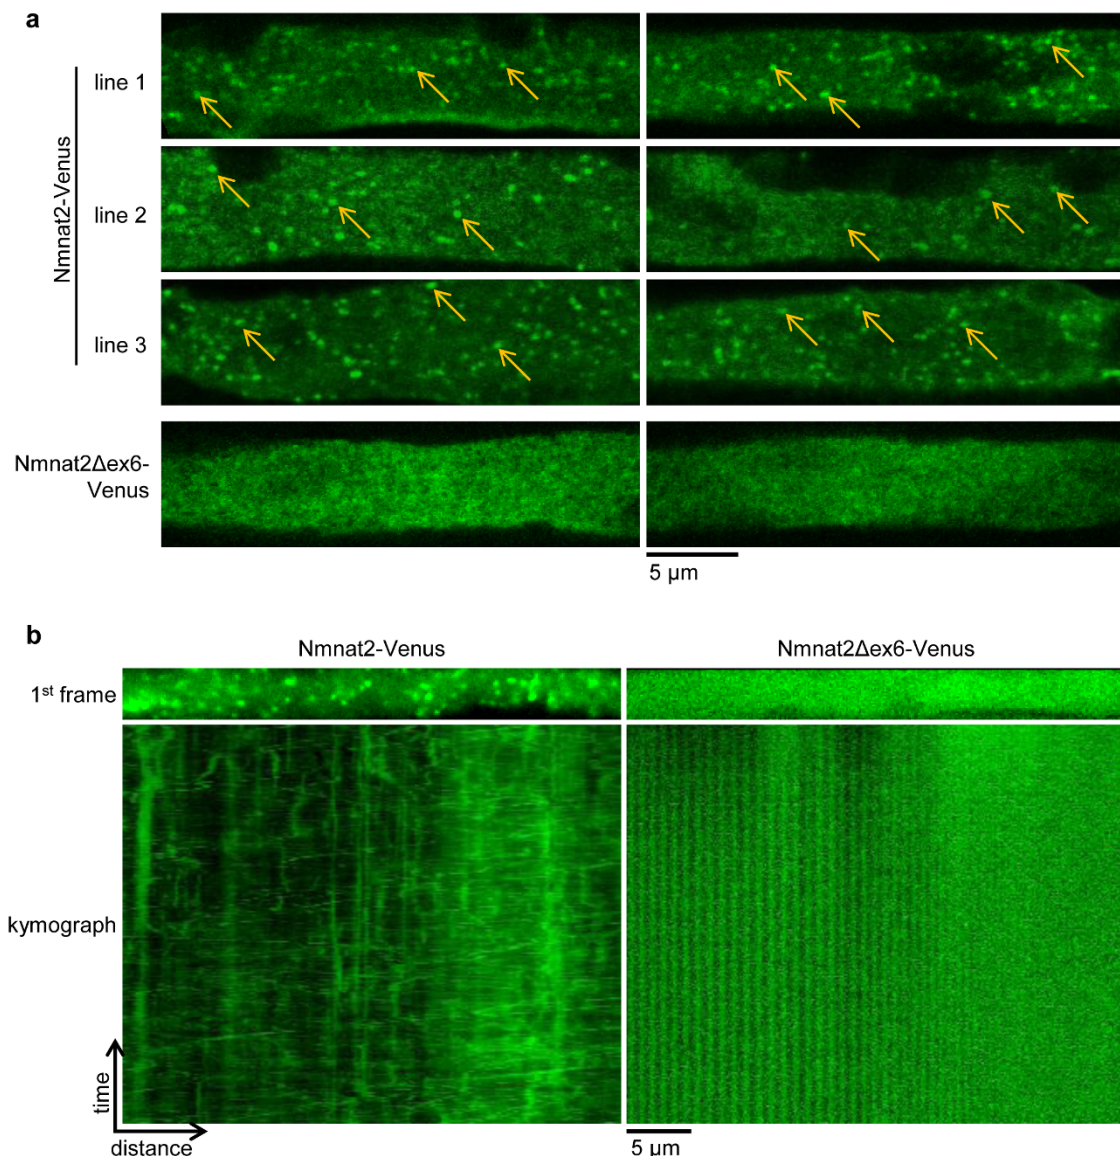 a
Nmnat2-Venus
line 1
line 2
line 3
Nmnat2Δex6-
Venus
5 µm
b
Nmnat2-Venus
Nmnat2Δex6-Venus
1st frame
kymograph
time
distance
5 µm